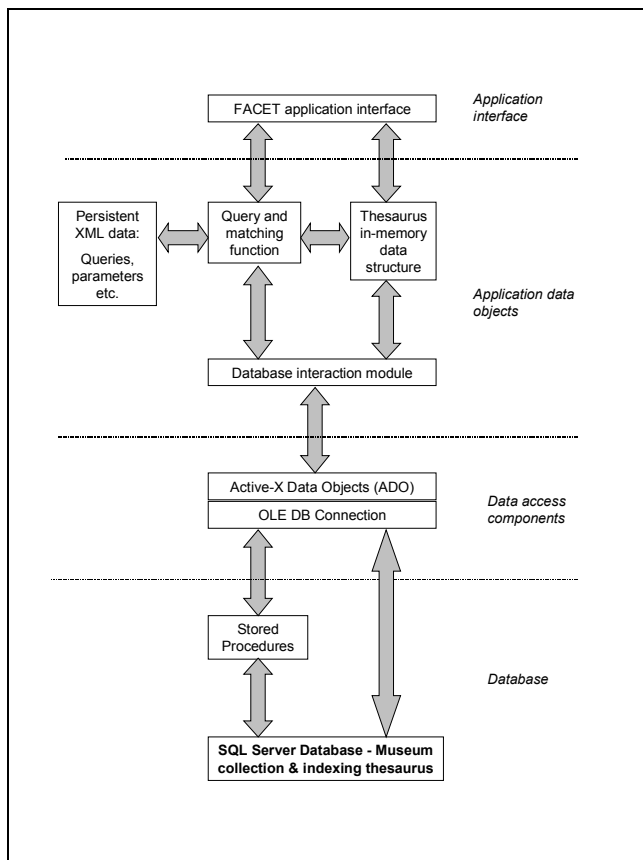 FACET application interface
Application
interface
Persistent
XML data:
Queries,
parameters
etc.
Query and
matching
function
Thesaurus
in-memory
data
structure
Application data
objects
Database interaction module
Active-X Data Objects (ADO)
OLE DB Connection
Data access
components
Stored
Procedures
Database
SQL Server Database - Museum
collection & indexing thesaurus